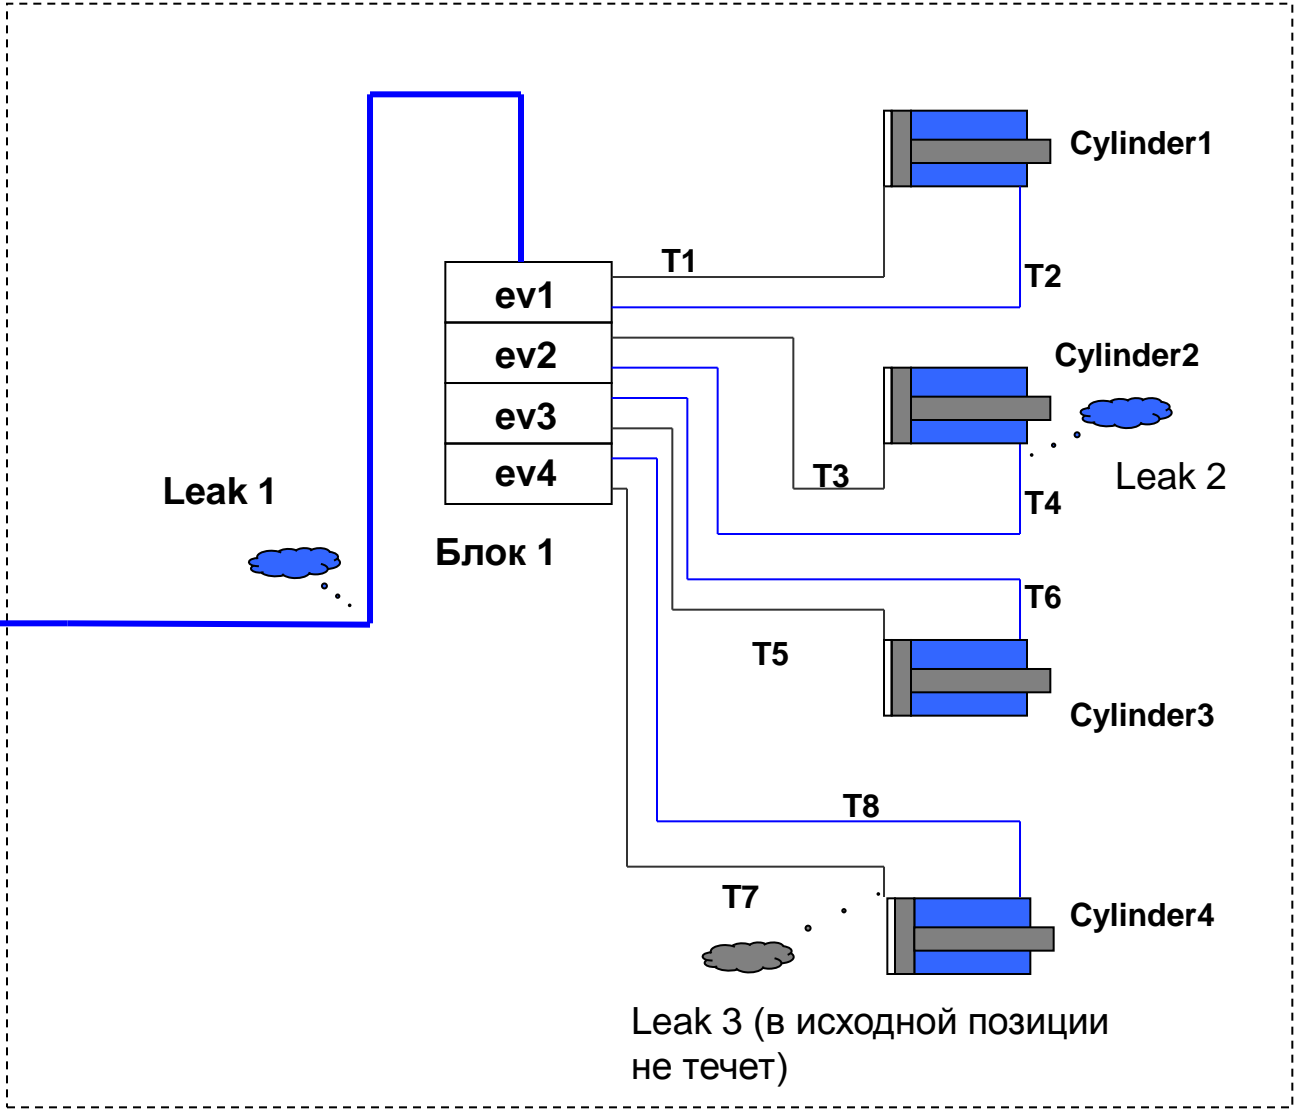 Cylinder1
T1
T2
ev1
ev2
Cylinder2
ev3
ev4
T3
Leak 2
Leak 1
T4
Блок 1
T6
T5
Cylinder3
T8
T7
Cylinder4
Leak 3 (в исходной позиции
не течет)